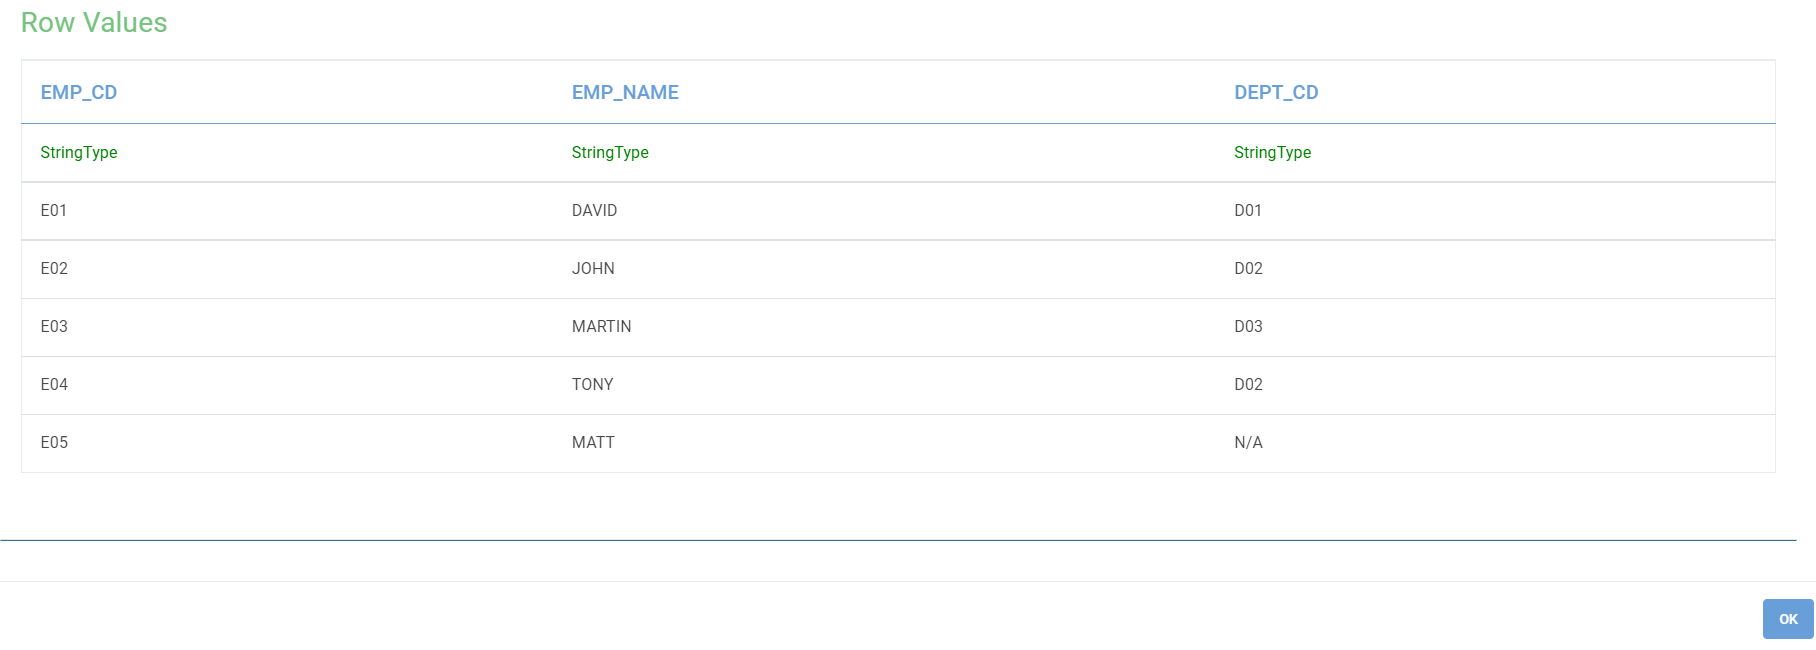 Row Values
EMP_CD EMP_NAME DEPT_CD
StringType StringType StringType
E01 DAVID D01
E02 JOHN D02
E03 MARTIN D03
E04 TONY D02
E05 MATT N/A
OK